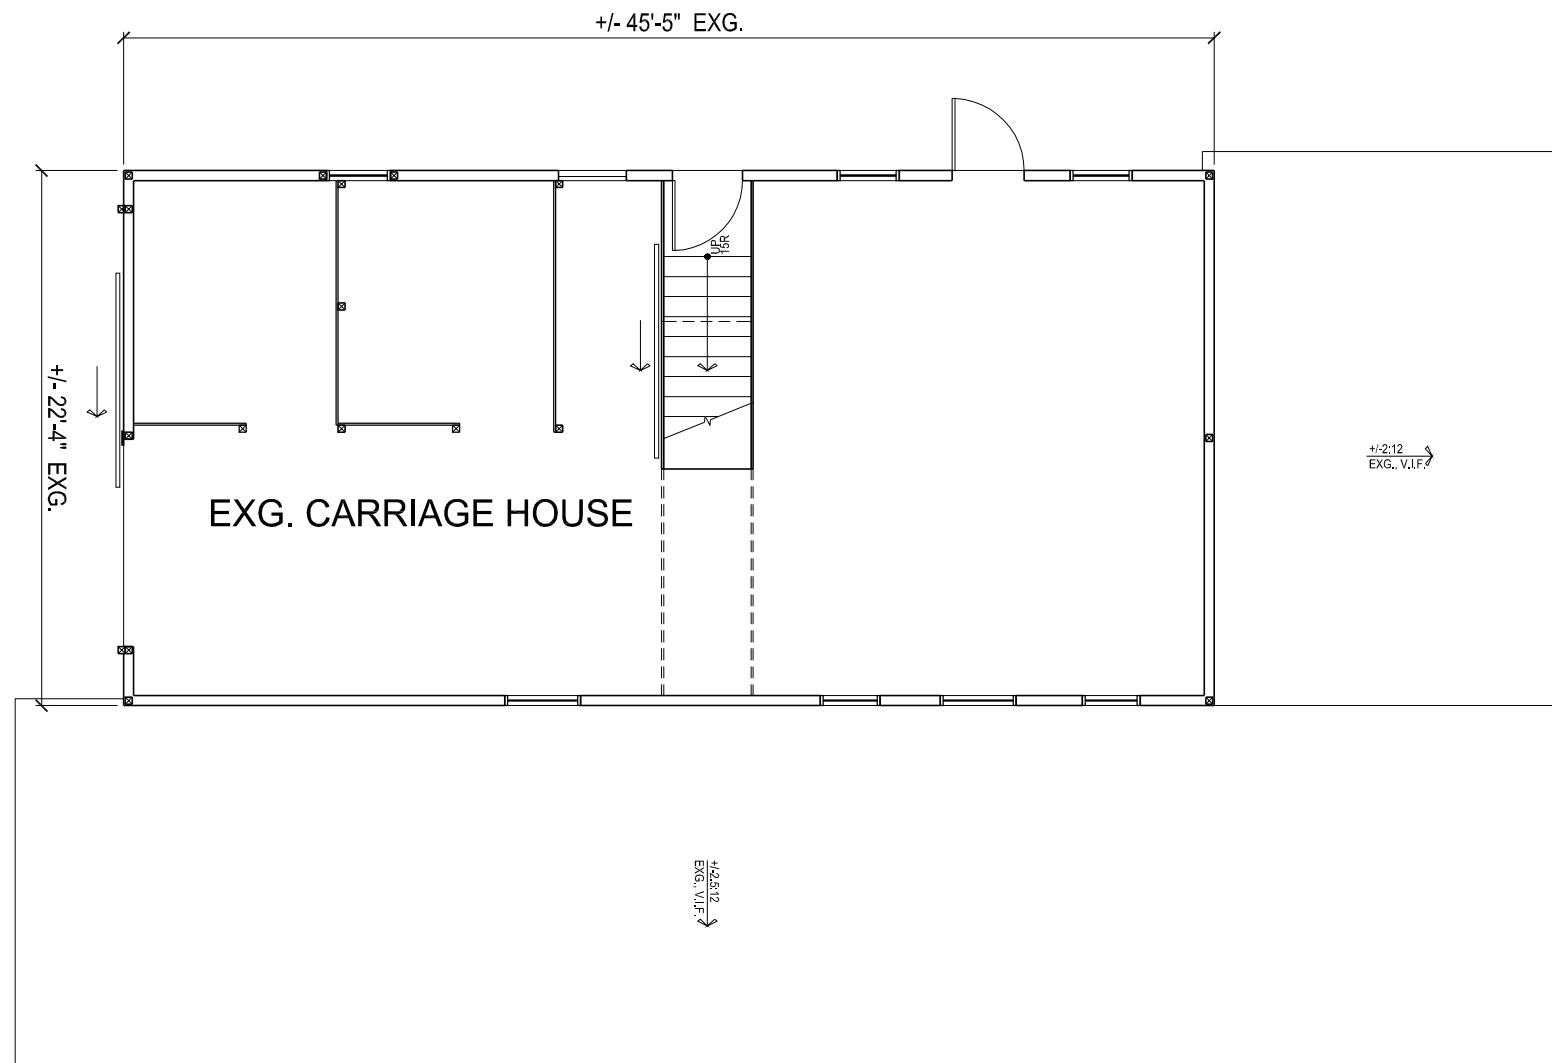 +/- 45'-5" EXG.
UP
15R
+/- 22'-4" EXG.
+/-2:12
EXG., V.I.F.
EXG. CARRIAGE HOUSE
+/-2.5:12
EXG., V.I.F.